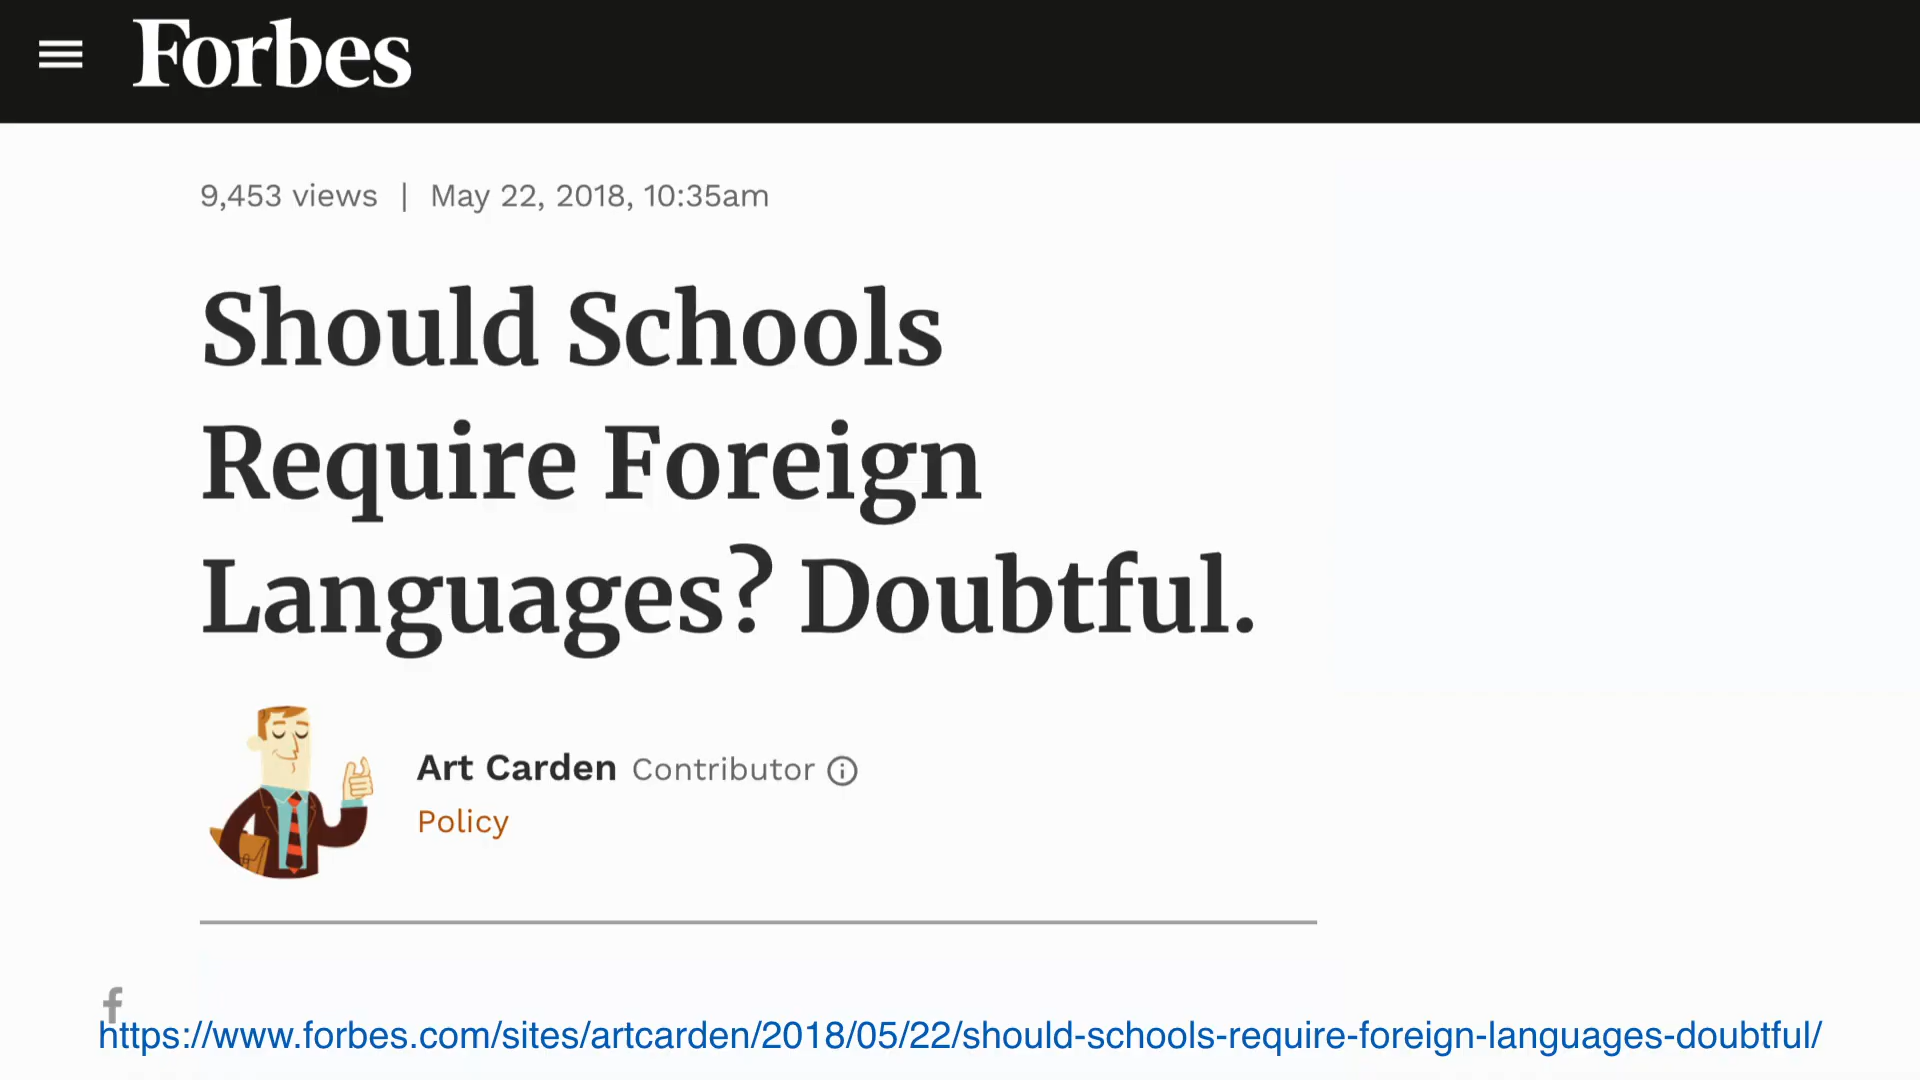 Forbes
9,453 views | May 22, 2018, 10:35am
Should Schools
Require Foreign
Languages? Doubtful.
Art Carden Contributor
Policy
https://www.forbes.com/sites/artcarden/2018/05/22/should-schools-require-foreign-languages-doubtful/